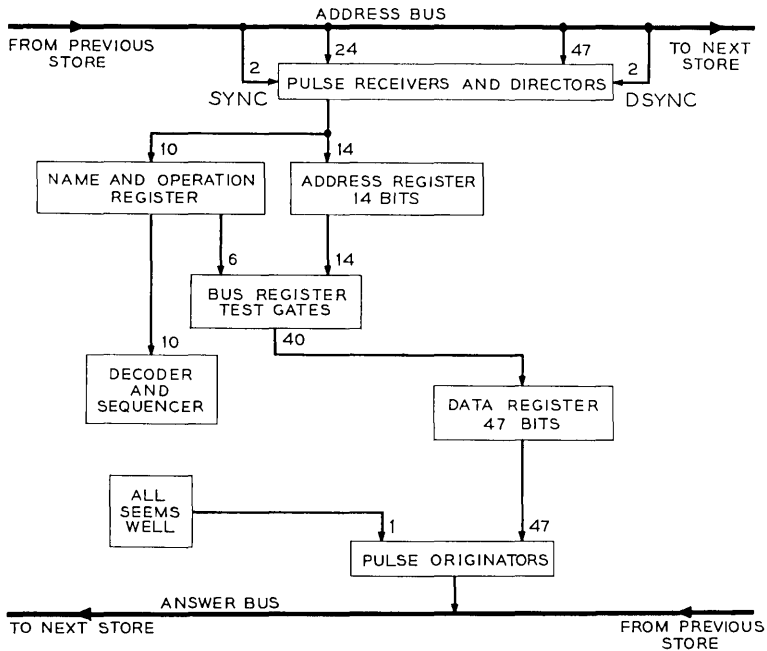 ADDRESS BUS
FROM PREVIOUS
STORE
TO NEXT
STORE
24
47
2
2
SYNC
DSYNC
PULSE RECEIVERS AND DIRECTORS
10
14
NAME AND OPERATION
REGISTER
ADDRESS REGISTER
14 BITS
6
14
BUS REGISTER
TEST GATES
40
10
DECODER
AND
SEQUENCER
DATA REGISTER
47 BITS
ALL
SEEMS
WELL
1
47
PULSE ORIGINATORS
ANSWER BUS
TO NEXT STORE
FROM PREVIOUS
STORE